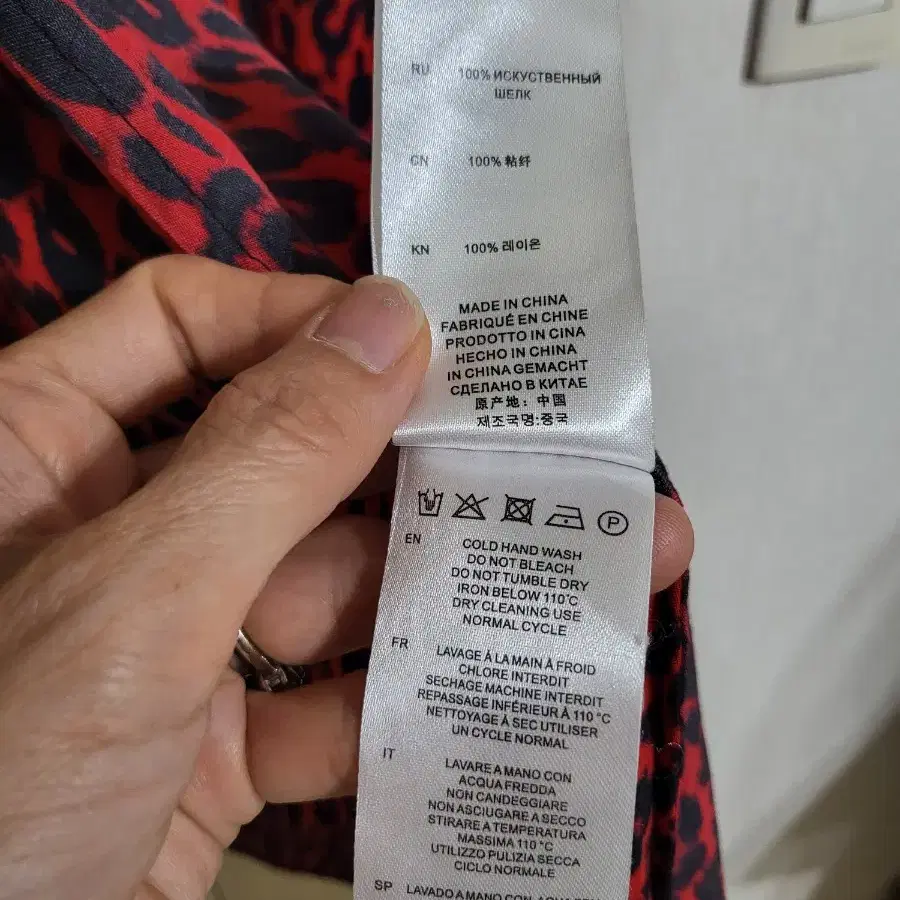 RU 100% ИСКУСТВЕННЫЙ
ШЕЛК
CN 100% 粘纤
KN 100% 레이온
MADE IN CHINA
FABRIQUÉ EN CHINE
PRODOTTO IN CINA
HECHO IN CHINA
IN CHINA GEMACHT
СДЕЛАНО В КИТАЕ
原产地：中国
제조국명:중국
P
EN COLD HAND WASH
DO NOT BLEACH
DO NOT TUMBLE DRY
IRON BELOW 110°C
DRY CLEANING USE
NORMAL CYCLE
FR LAVAGE À LA MAIN À FROID
CHLORE INTERDIT
SECHAGE MACHINE INTERDIT
REPASSAGE INFÉRIEUR À 110 °C
NETTOYAGE À SEC UTILISER
UN CYCLE NORMAL
IT LAVARE A MANO CON
ACQUA FREDDA
NON CANDEGGIARE
NON ASCIUGARE A SECCO
STIRARE A TEMPERATURA
MASSIMA 110 °C
UTILIZZO PULIZIA SECCA
CICLO NORMALE
SP LAVADO A MANO CON AGUA